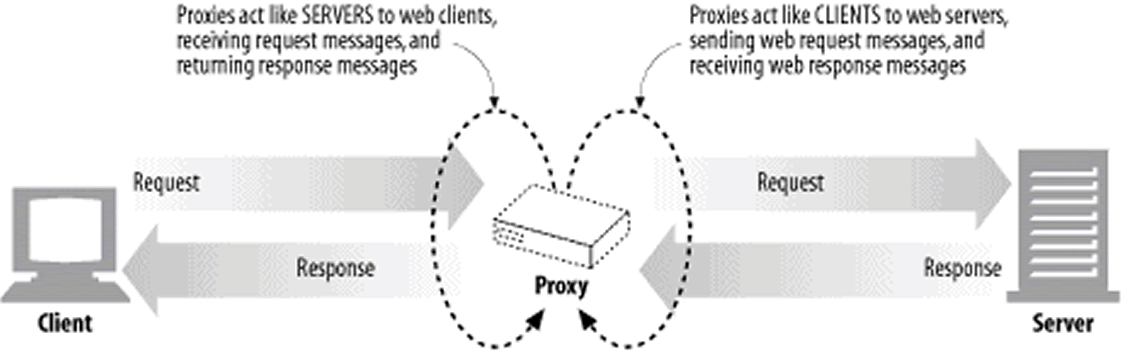 Proxies act like SERVERS to web clients,
receiving request messages, and
returning response messages
Proxies act like CLIENTS to web servers,
sending web request messages, and
receiving web response messages
Request
Request
Response
Response
Proxy
Client
Server